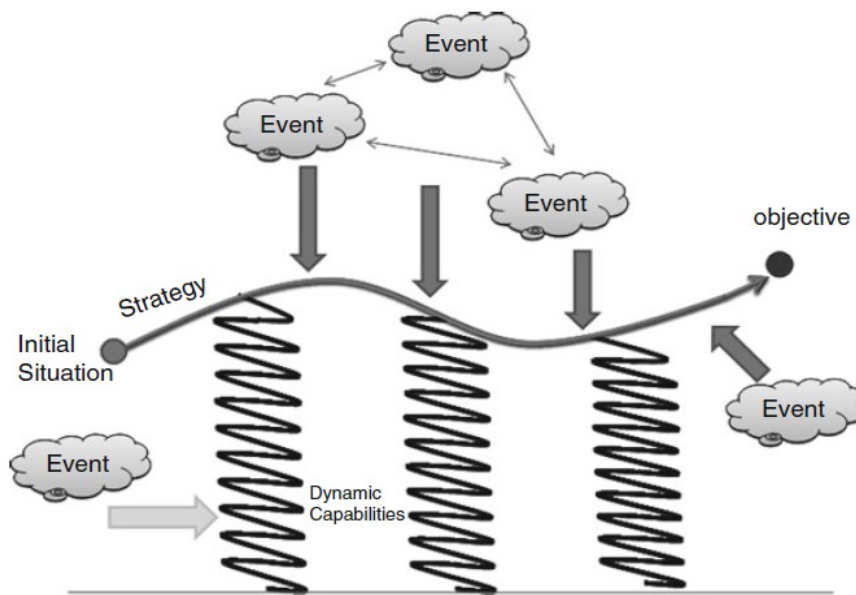 Event
Event
Event
objective
Strategy
Initial
Situation
Event
Event
Dynamic
Capabilities